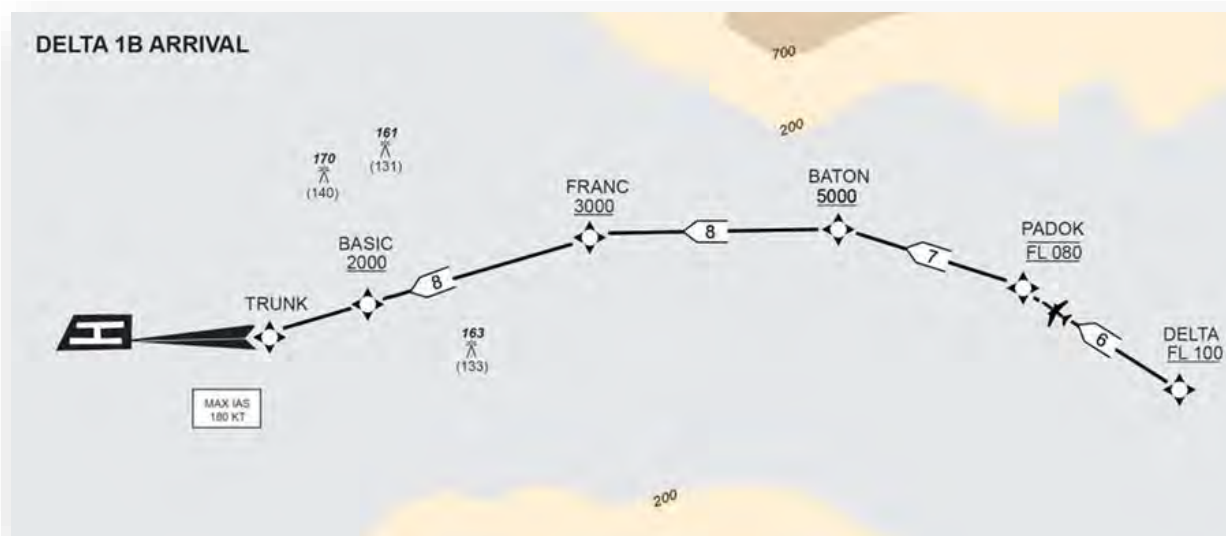 DELTA 1B ARRIVAL
700
200
161
(131)
170
(140)
FRANC
3000
BATON
5000
BASIC
2000
8
8
7
PADOK
FL 080
TRUNK
H
6
DELTA
FL 100
163
(133)
MAX IAS
180 KT
200